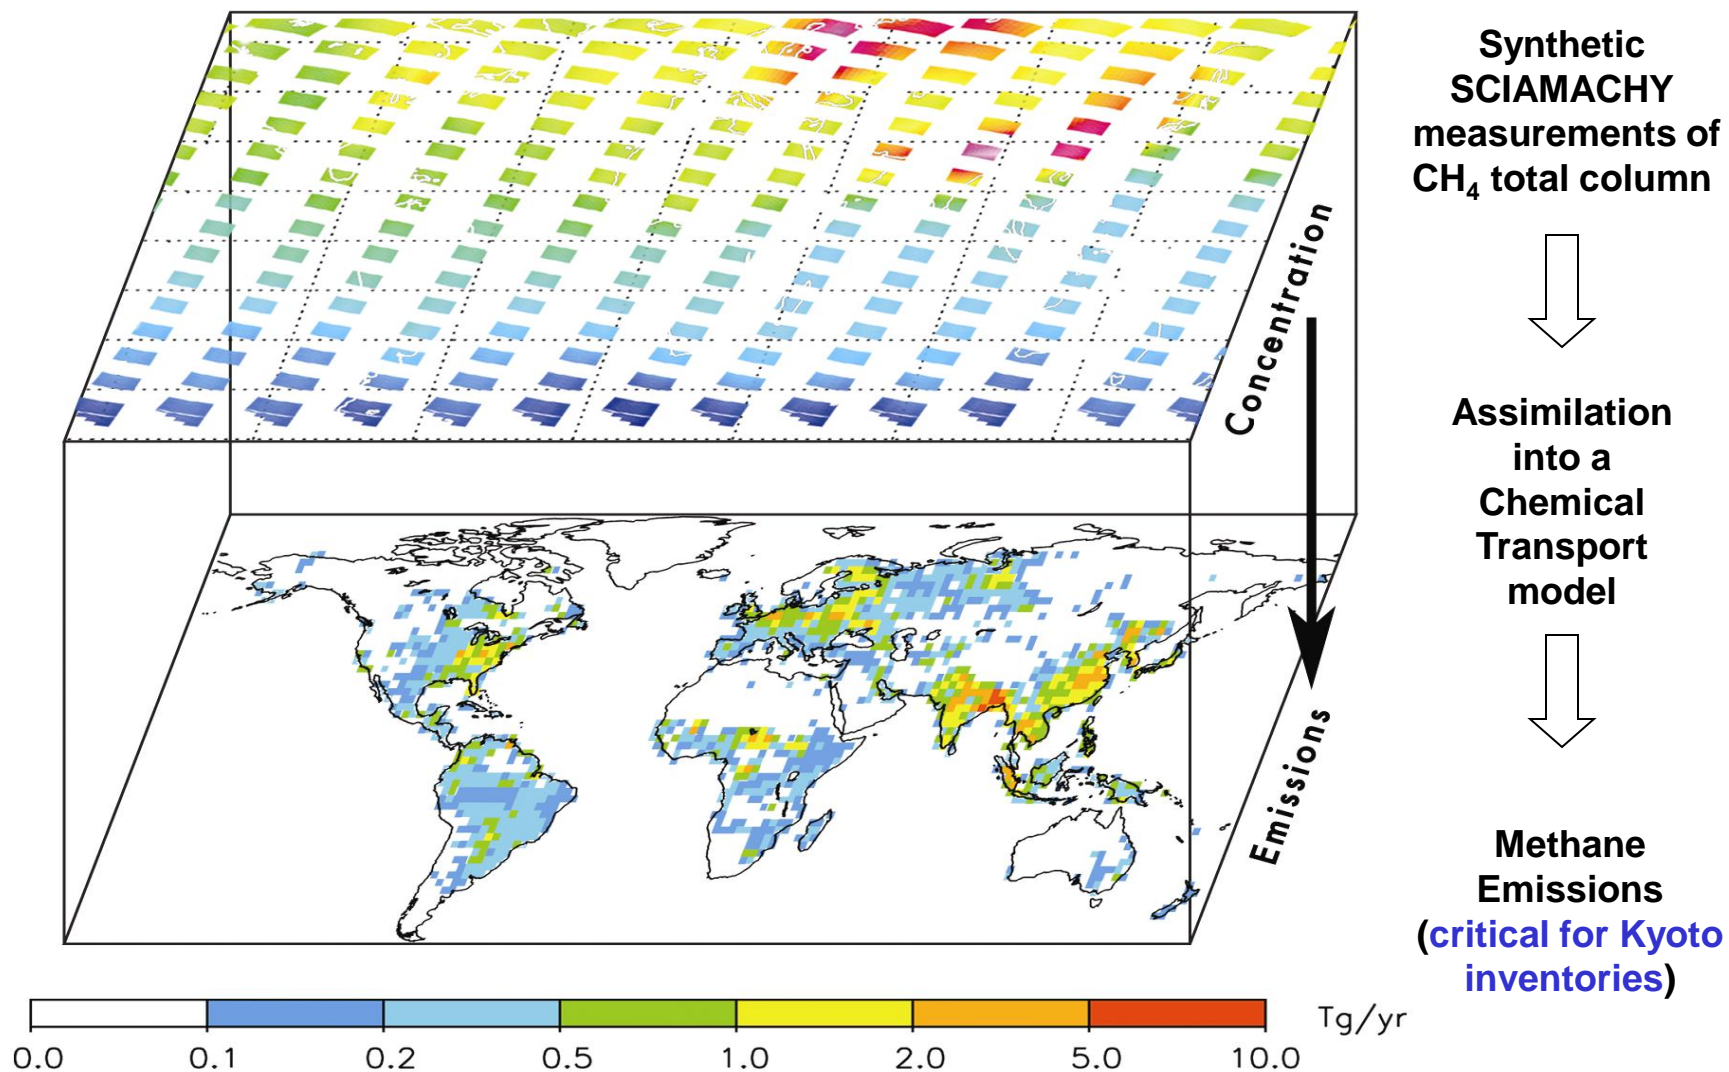 Synthetic
SCIAMACHY
measurements of
CH₄ total column
Concentration
Assimilation
into a
Chemical
Transport
model
Emissions
Methane
Emissions
(critical for Kyoto
inventories)
Tg/yr
0.0 0.1 0.2 0.5 1.0 2.0 5.0 10.0